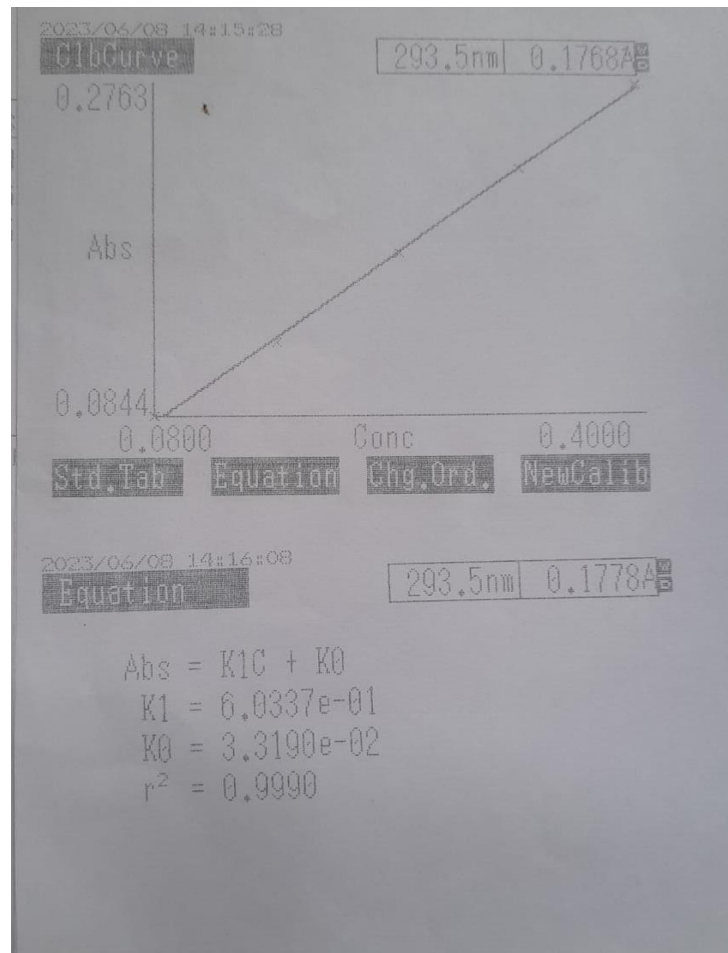 2023/06/08 14:15:28
ClbCurve 293.5nm 0.1768A
0.2763
Abs
0.0844
0.0800 Conc 0.4000
Std.Tab Equation Chg.Ord. NewCalib
2023/06/08 14:16:08
Equation 293.5nm 0.1778A
Abs = K1C + K0
K1 = 6.0337e-01
K0 = 3.3190e-02
r² = 0.9990